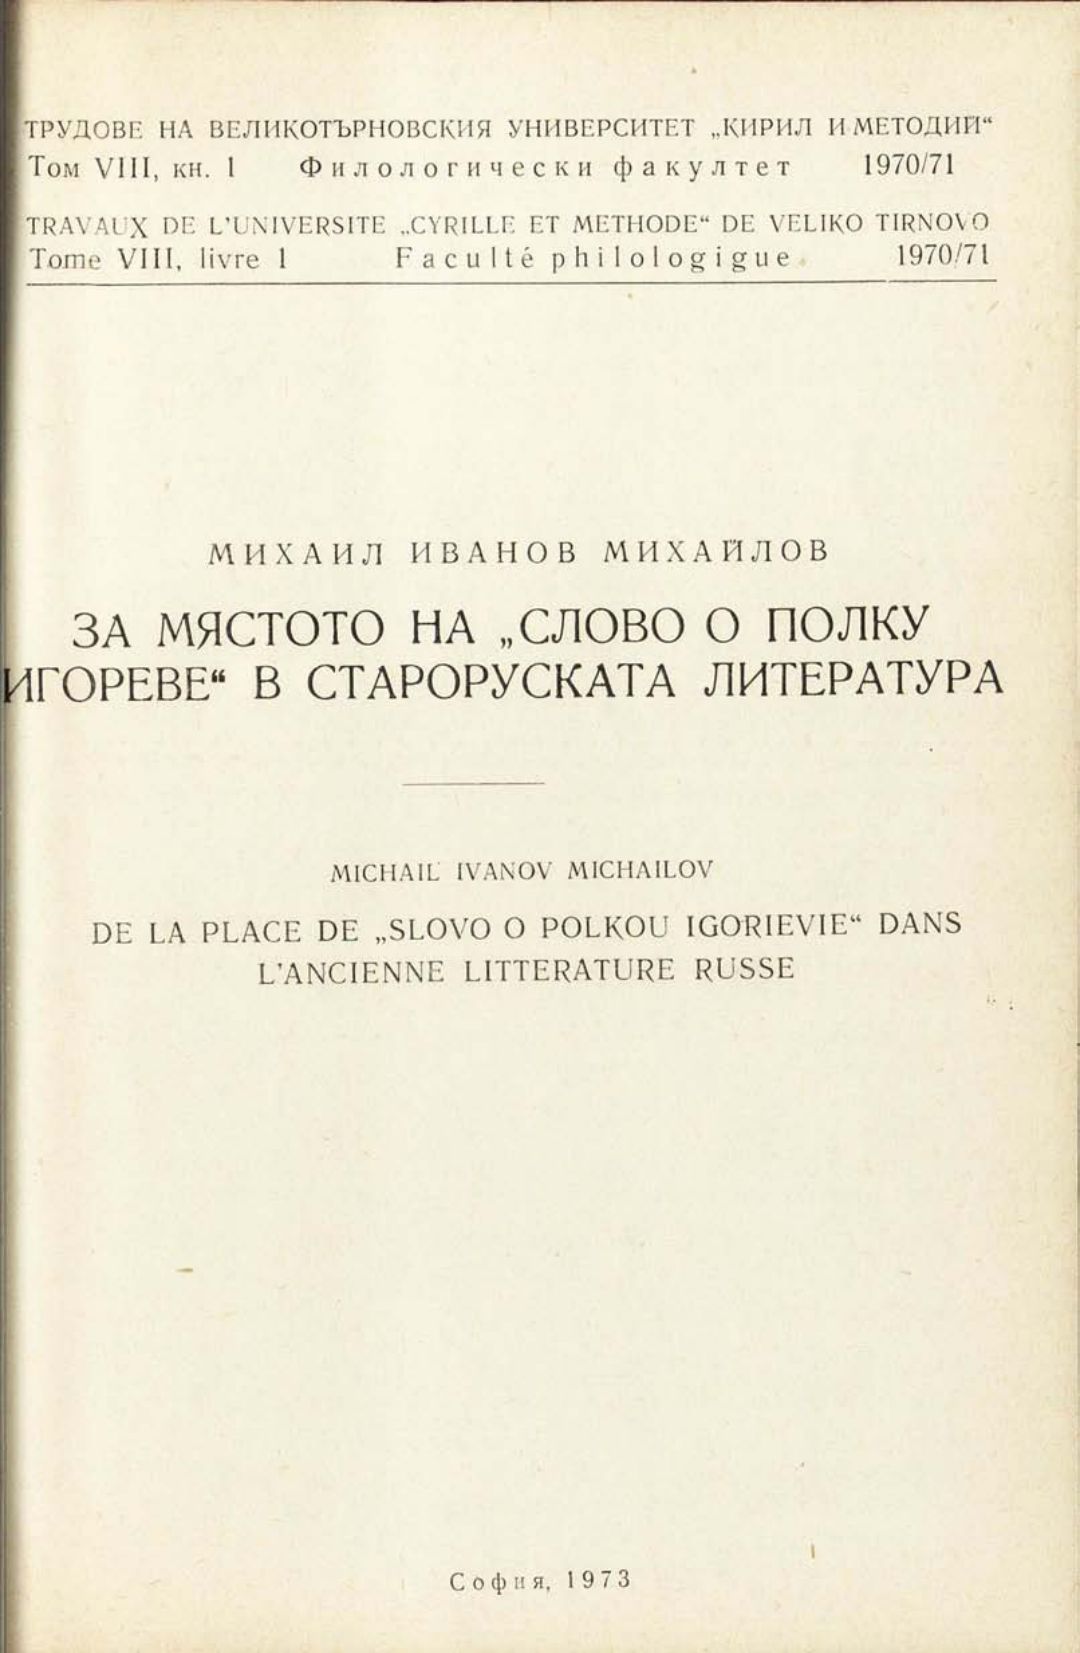 ТРУДОВЕ НА ВЕЛИКОТЪРНОВСКИЯ УНИВЕРСИТЕТ „КИРИЛ И МЕТОДИЙ“
Том VIII, кн. 1 Филологически факултет 1970/71
TRAVAUX DE L'UNIVERSITE „CYRILLE ET METHODE“ DE VELIKO TIRNOVO
Tome VIII, livre 1 Faculté philologigue 1970/71
МИХАИЛ ИВАНОВ МИХАЙЛОВ
ЗА МЯСТОТО НА „СЛОВО О ПОЛКУ
ИГОРЕВЕ“ В СТАРОРУСКАТА ЛИТЕРАТУРА
MICHAIL IVANOV MICHAILOV
DE LA PLACE DE „SLOVO O POLKOU IGORIEVIE“ DANS
L'ANCIENNE LITTERATURE RUSSE
София, 1973